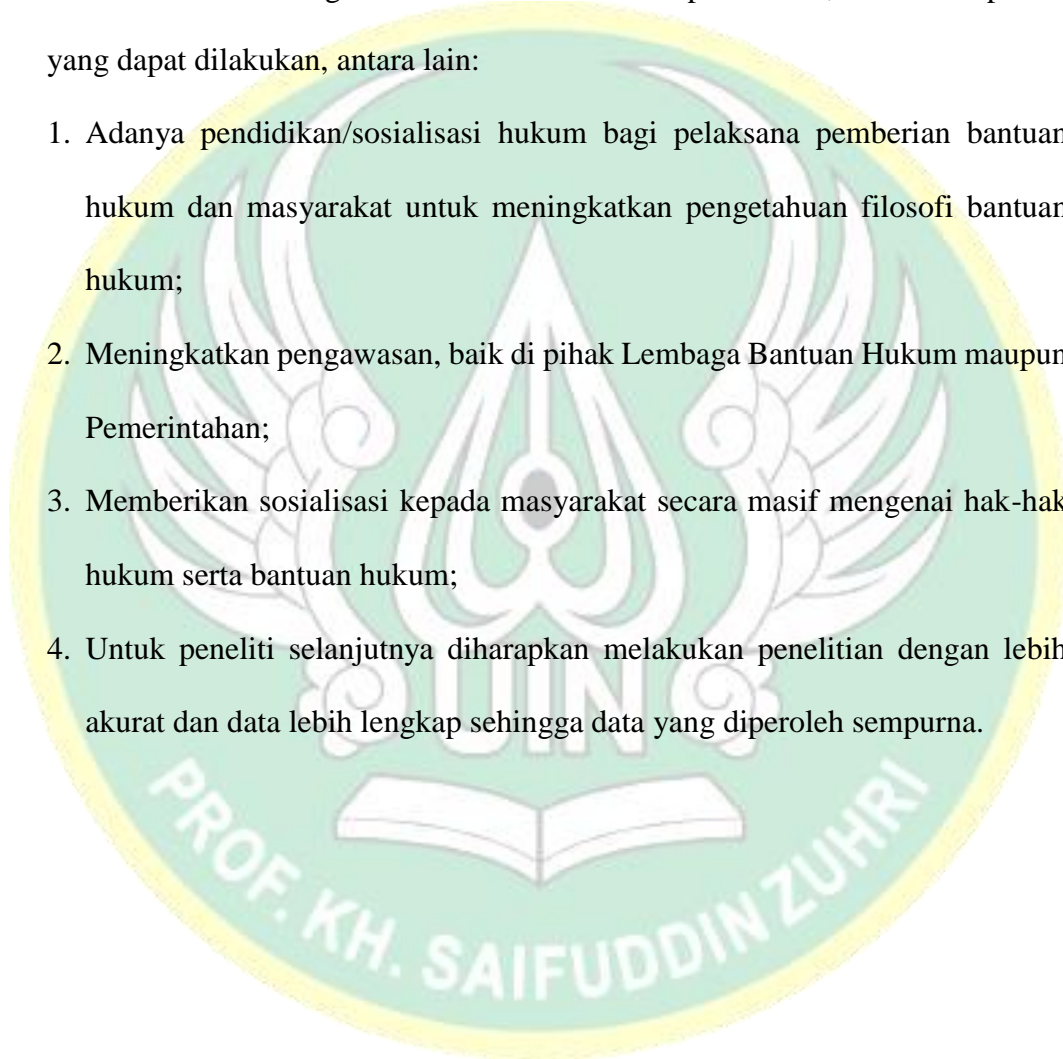 yang dapat dilakukan, antara lain:
1. Adanya pendidikan/sosialisasi hukum bagi pelaksana pemberian bantuan
hukum dan masyarakat untuk meningkatkan pengetahuan filosofi bantuan
hukum;
2. Meningkatkan pengawasan, baik di pihak Lembaga Bantuan Hukum maupun
Pemerintahan;
3. Memberikan sosialisasi kepada masyarakat secara masif mengenai hak-hak
hukum serta bantuan hukum;
4. Untuk peneliti selanjutnya diharapkan melakukan penelitian dengan lebih
akurat dan data lebih lengkap sehingga data yang diperoleh sempurna.
UIN
PROF. KH. SAIFUDDIN ZUHRI